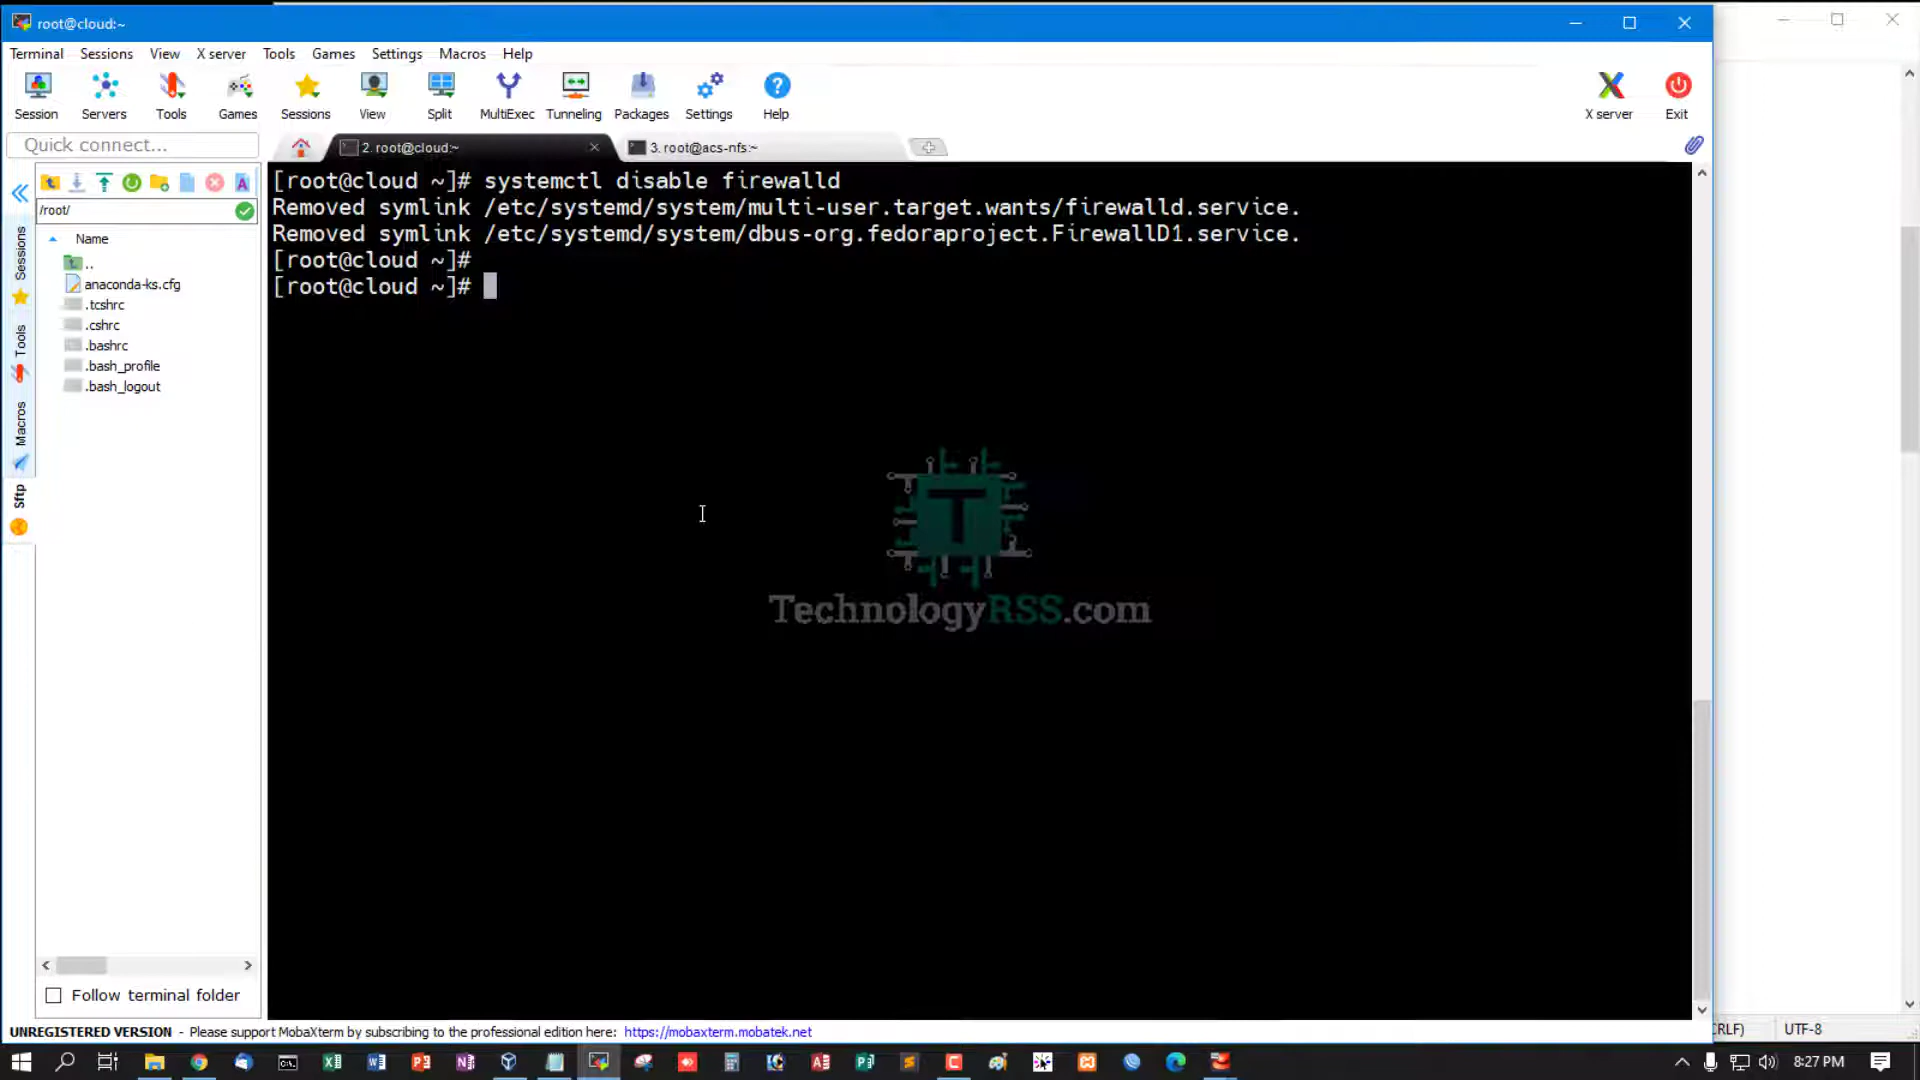 root@cloud:~
Terminal Sessions View X server Tools Games Settings Macros Help
Session Servers Tools Games Sessions View Split MultiExec Tunneling Packages Settings Help X server Exit
Quick connect...
2. root@cloud:~
3. root@acs-nfs:~
/root/
Name
..
anaconda-ks.cfg
.tcshrc
.cshrc
.bashrc
.bash_profile
.bash_logout
Sessions
Tools
Macros
Sftp
[root@cloud ~]# systemctl disable firewalld
Removed symlink /etc/systemd/system/multi-user.target.wants/firewalld.service.
Removed symlink /etc/systemd/system/dbus-org.fedoraproject.FirewallD1.service.
[root@cloud ~]#
[root@cloud ~]#
T
TechnologyRSS.com
Follow terminal folder
UNREGISTERED VERSION - Please support MobaXterm by subscribing to the professional edition here: https://mobaxterm.mobatek.net
CRLF) UTF-8
8:27 PM